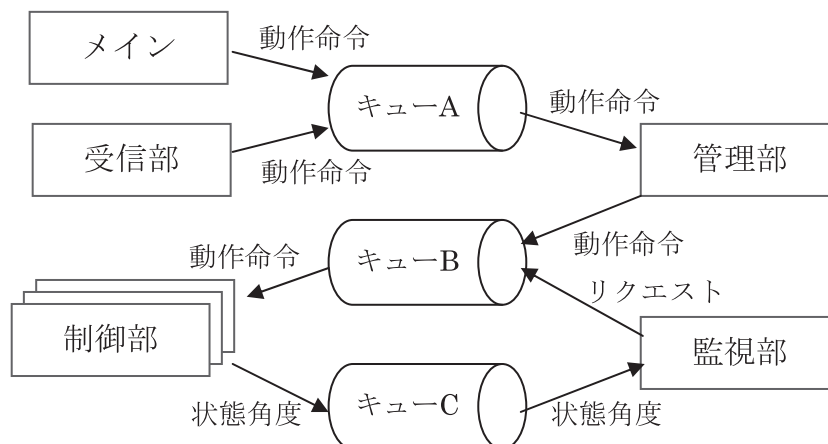 メイン
動作命令
キューA
動作命令
受信部
動作命令
管理部
動作命令
キューB
動作命令
リクエスト
制御部
監視部
キューC
状態角度
状態角度